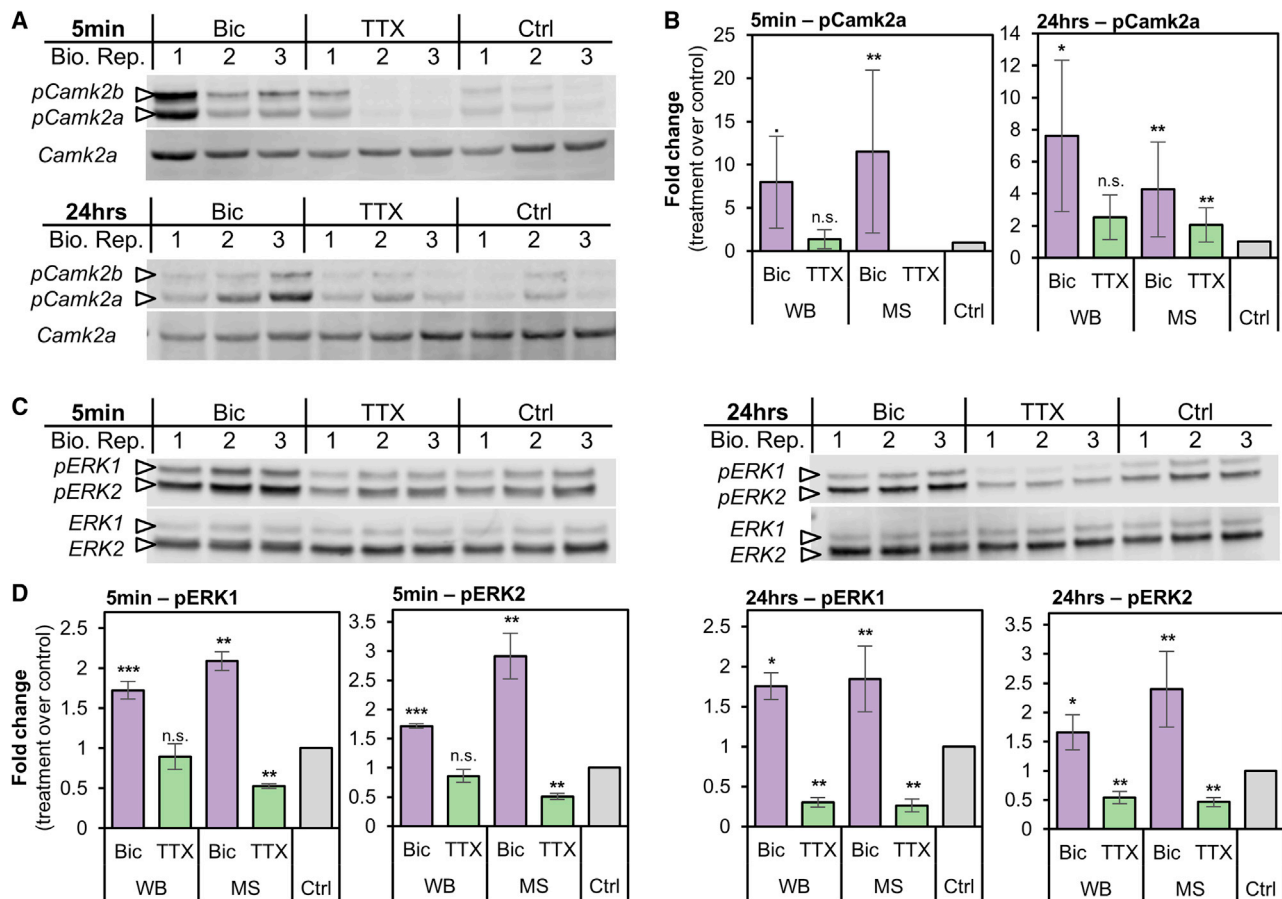 A
5min Bic TTX Ctrl
Bio. Rep. 1 2 3 1 2 3 1 2 3
pCamk2b
pCamk2a
Camk2a
24hrs Bic TTX Ctrl
Bio. Rep. 1 2 3 1 2 3 1 2 3
pCamk2b
pCamk2a
Camk2a
B
5min – pCamk2a
Fold change
(treatment over control)
25
20
15
10
5
0
. n.s. **
Bic TTX Bic TTX
WB MS Ctrl
24hrs – pCamk2a
14
12
10
8
6
4
2
0
* n.s. ** **
Bic TTX Bic TTX
WB MS Ctrl
C
5min Bic TTX Ctrl
Bio. Rep. 1 2 3 1 2 3 1 2 3
pERK1
pERK2
ERK1
ERK2
24hrs Bic TTX Ctrl
Bio. Rep. 1 2 3 1 2 3 1 2 3
pERK1
pERK2
ERK1
ERK2
D
5min – pERK1
Fold change
(treatment over control)
2.5
2
1.5
1
0.5
0
*** n.s. ** **
Bic TTX Bic TTX
WB MS Ctrl
5min – pERK2
3.5
3
2.5
2
1.5
1
0.5
0
*** n.s. ** **
Bic TTX Bic TTX
WB MS Ctrl
24hrs – pERK1
2.5
2
1.5
1
0.5
0
* ** ** **
Bic TTX Bic TTX
WB MS Ctrl
24hrs – pERK2
3.5
3
2.5
2
1.5
1
0.5
0
* ** ** **
Bic TTX Bic TTX
WB MS Ctrl